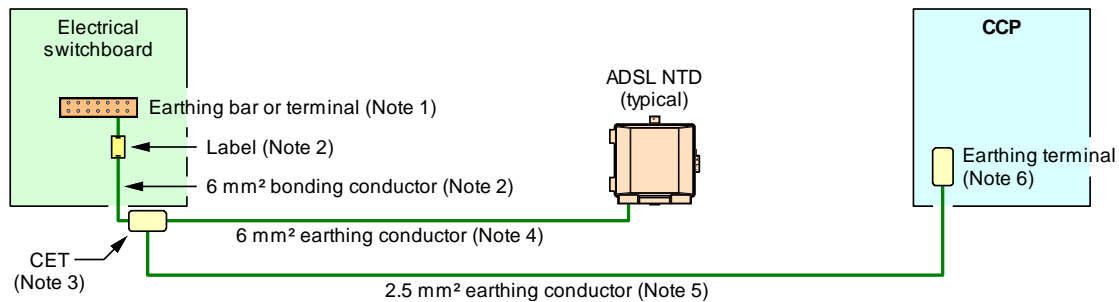 Electrical
switchboard
CCP
ADSL NTD
(typical)
Earthing bar or terminal (Note 1)
Label (Note 2)
Earthing terminal
(Note 6)
6 mm² bonding conductor (Note 2)
6 mm² earthing conductor (Note 4)
CET
(Note 3)
2.5 mm² earthing conductor (Note 5)